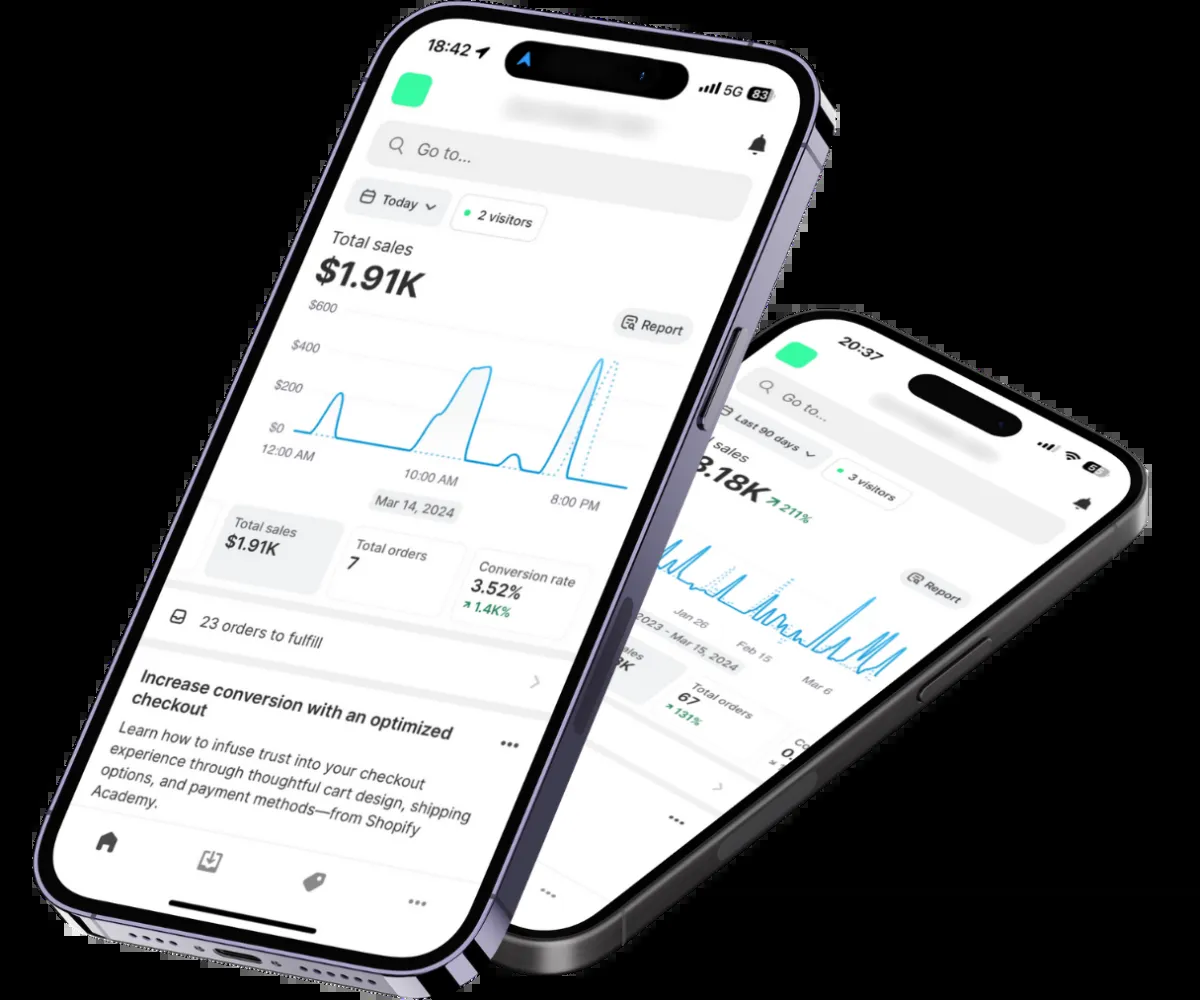 18:42
5G 83
Go to...
Today
2 visitors
Total sales
$1.91K
Report
$600
$400
$200
$0
12:00 AM
10:00 AM
8:00 PM
Mar 14, 2024
Total sales
$1.91K
Total orders
7
Conversion rate
3.52%
1.4K%
23 orders to fulfill
Increase conversion with an optimized
checkout
Learn how to infuse trust into your checkout
experience through thoughtful cart design, shipping
options, and payment methods—from Shopify
Academy.
20:37
Go to...
Last 90 days
3 visitors
sales
3.18K
211%
Report
Jan 26
Feb 15
Mar 6
2023 - Mar 15, 2024
Total orders
67
131%